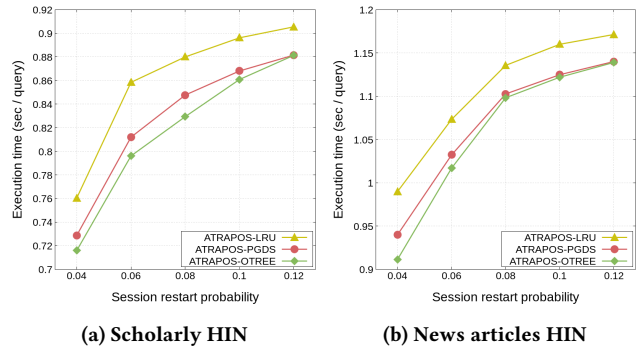 0.92
0.9
0.88
0.86
0.84
0.82
0.8
0.78
0.76
0.74
0.72
0.7
Execution time (sec / query)
ATRAPOS-LRU
ATRAPOS-PGDS
ATRAPOS-OTREE
0.04 0.06 0.08 0.1 0.12
Session restart probability
(a) Scholarly HIN
1.2
1.15
1.1
1.05
1
0.95
0.9
Execution time (sec / query)
ATRAPOS-LRU
ATRAPOS-PGDS
ATRAPOS-OTREE
0.04 0.06 0.08 0.1 0.12
Session restart probability
(b) News articles HIN